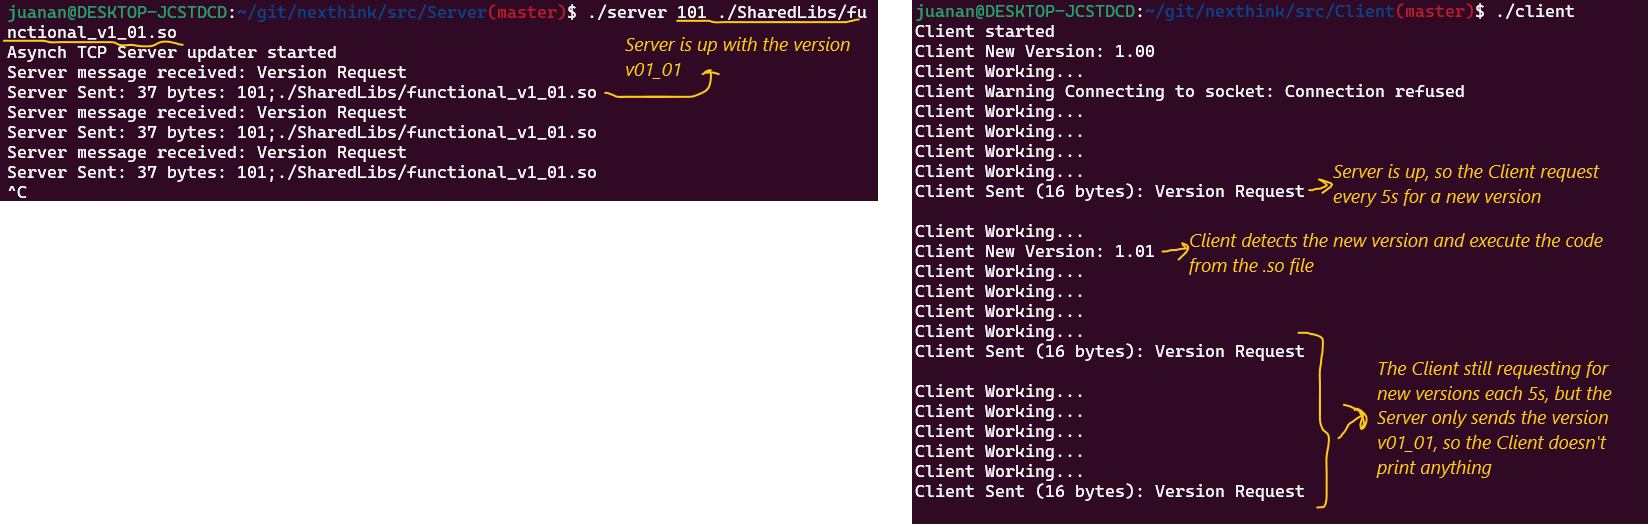 juanan@DESKTOP-JCSTDCD:~/git/nexthink/src/Server(master)$ ./server 101 ./SharedLibs/fu
nctional_v1_01.so
Asynch TCP Server updater started
Server message received: Version Request
Server Sent: 37 bytes: 101;./SharedLibs/functional_v1_01.so
Server message received: Version Request
Server Sent: 37 bytes: 101;./SharedLibs/functional_v1_01.so
Server message received: Version Request
Server Sent: 37 bytes: 101;./SharedLibs/functional_v1_01.so
^C
Server is up with the version
v01_01
juanan@DESKTOP-JCSTDCD:~/git/nexthink/src/Client(master)$ ./client
Client started
Client New Version: 1.00
Client Working...
Client Warning Connecting to socket: Connection refused
Client Working...
Client Working...
Client Working...
Client Working...
Client Sent (16 bytes): Version Request
Client Working...
Client New Version: 1.01
Client Working...
Client Working...
Client Working...
Client Working...
Client Sent (16 bytes): Version Request
Client Working...
Client Working...
Client Working...
Client Working...
Client Working...
Client Sent (16 bytes): Version Request
Server is up, so the Client request
every 5s for a new version
Client detects the new version and execute the code
from the .so file
The Client still requesting for
new versions each 5s, but the
Server only sends the version
v01_01, so the Client doesn't
print anything